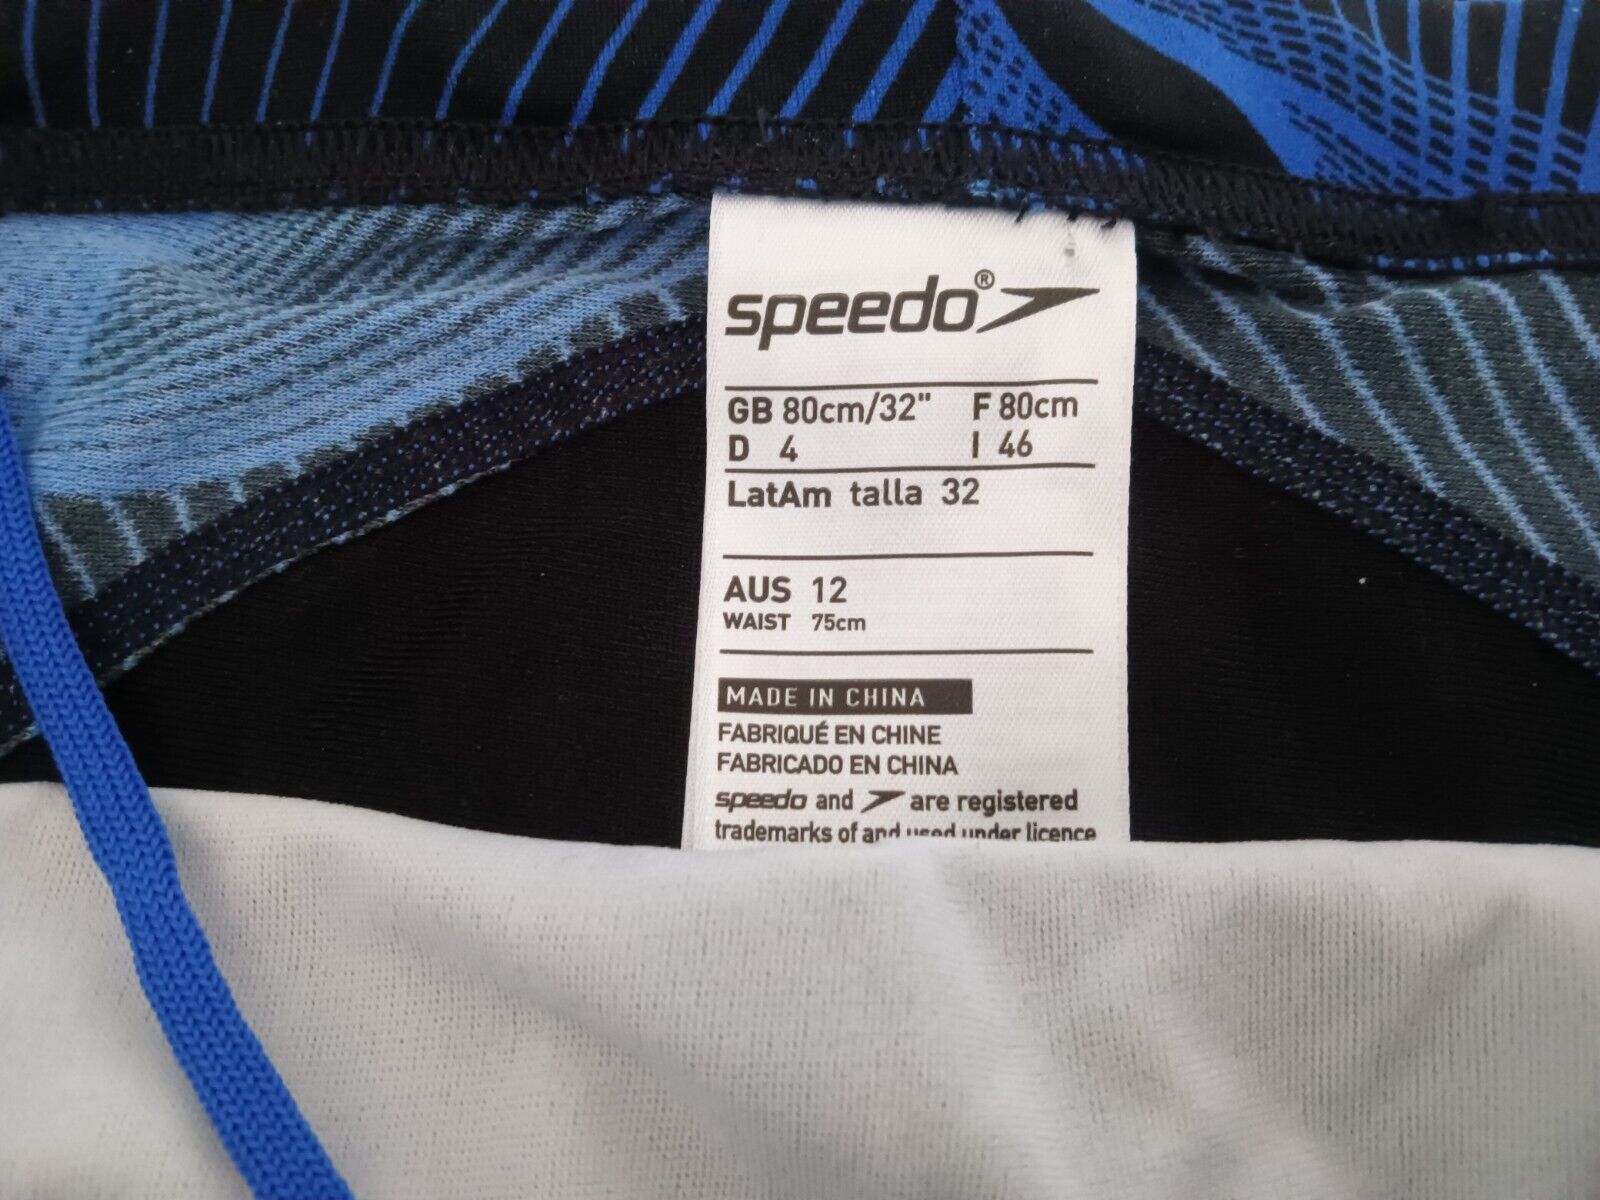 speedo®
GB 80cm/32" F 80cm
D 4 I 46
LatAm talla 32
AUS 12
WAIST 75cm
MADE IN CHINA
FABRIQUÉ EN CHINE
FABRICADO EN CHINA
speedo and are registered
trademarks of and used under licence